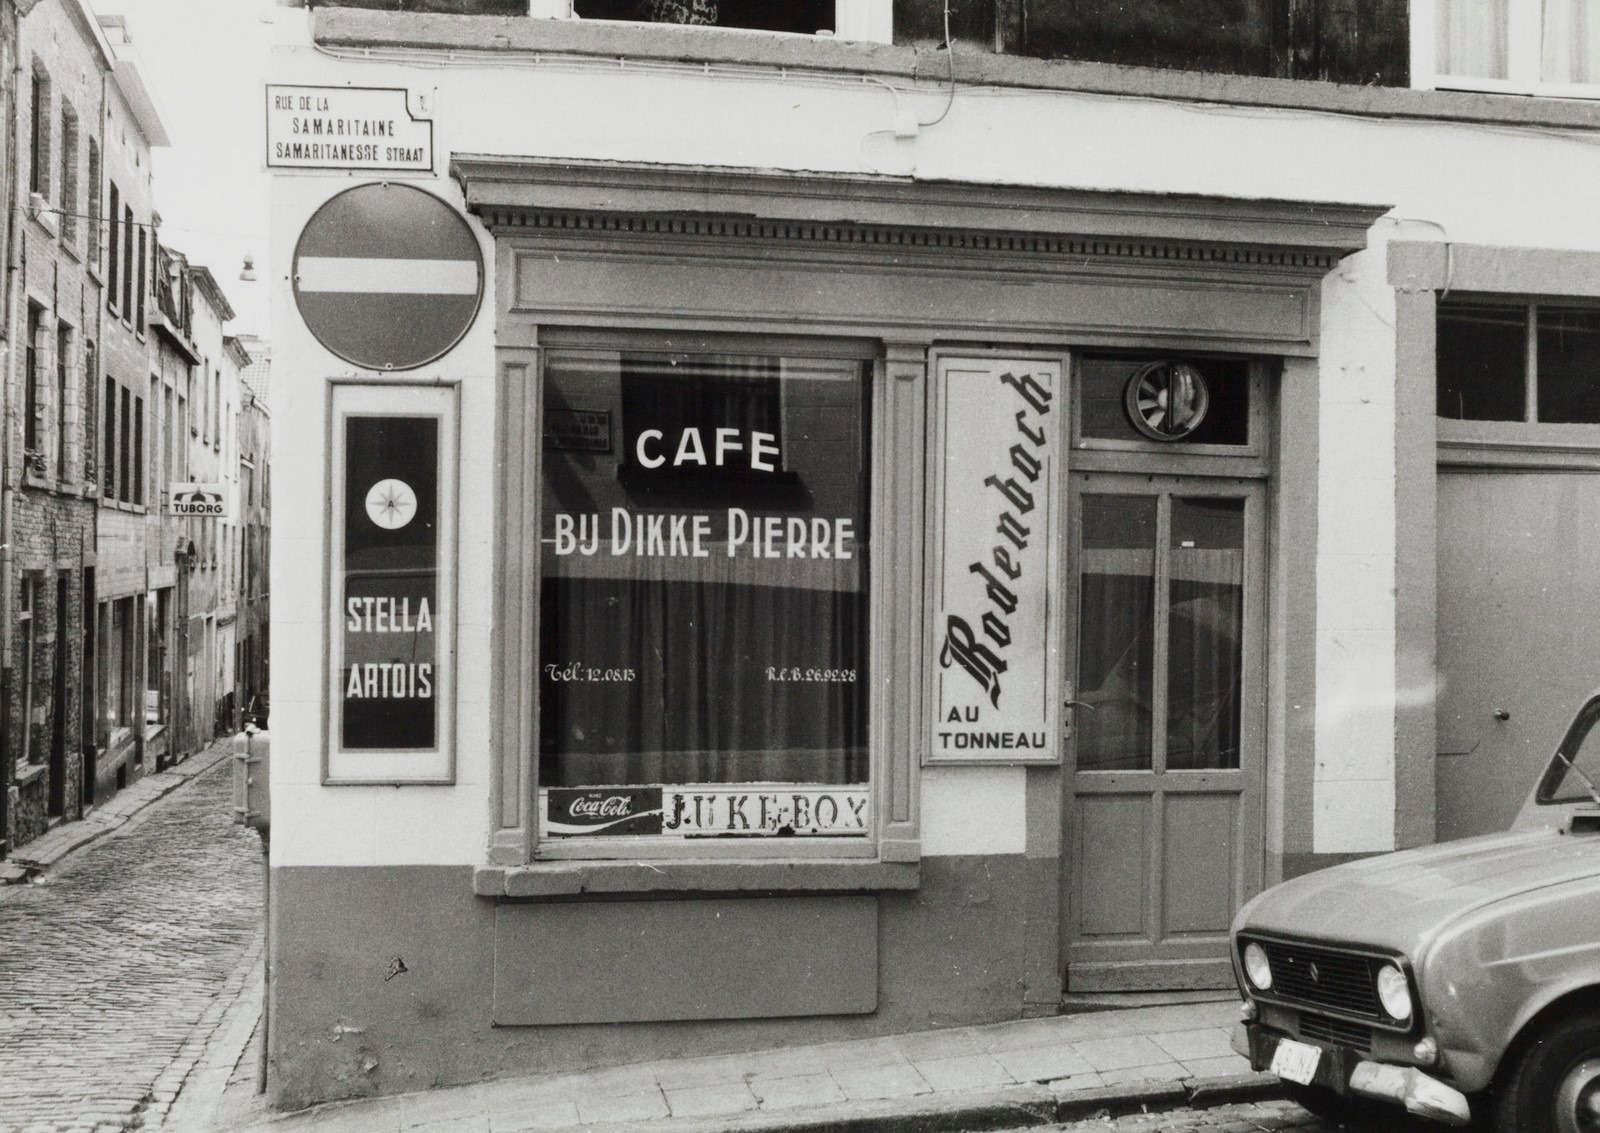 RUE DE LA
SAMARITAINE
SAMARITANESSE STRAAT
TUBORG
STELLA
ARTOIS
CAFE
BIJ DIKKE PIERRE
Tél: 12.08.13
R.C.B. 26.92.28
Coca-Cola
JUKE-BOX
Rodenbach
AU
TONNEAU